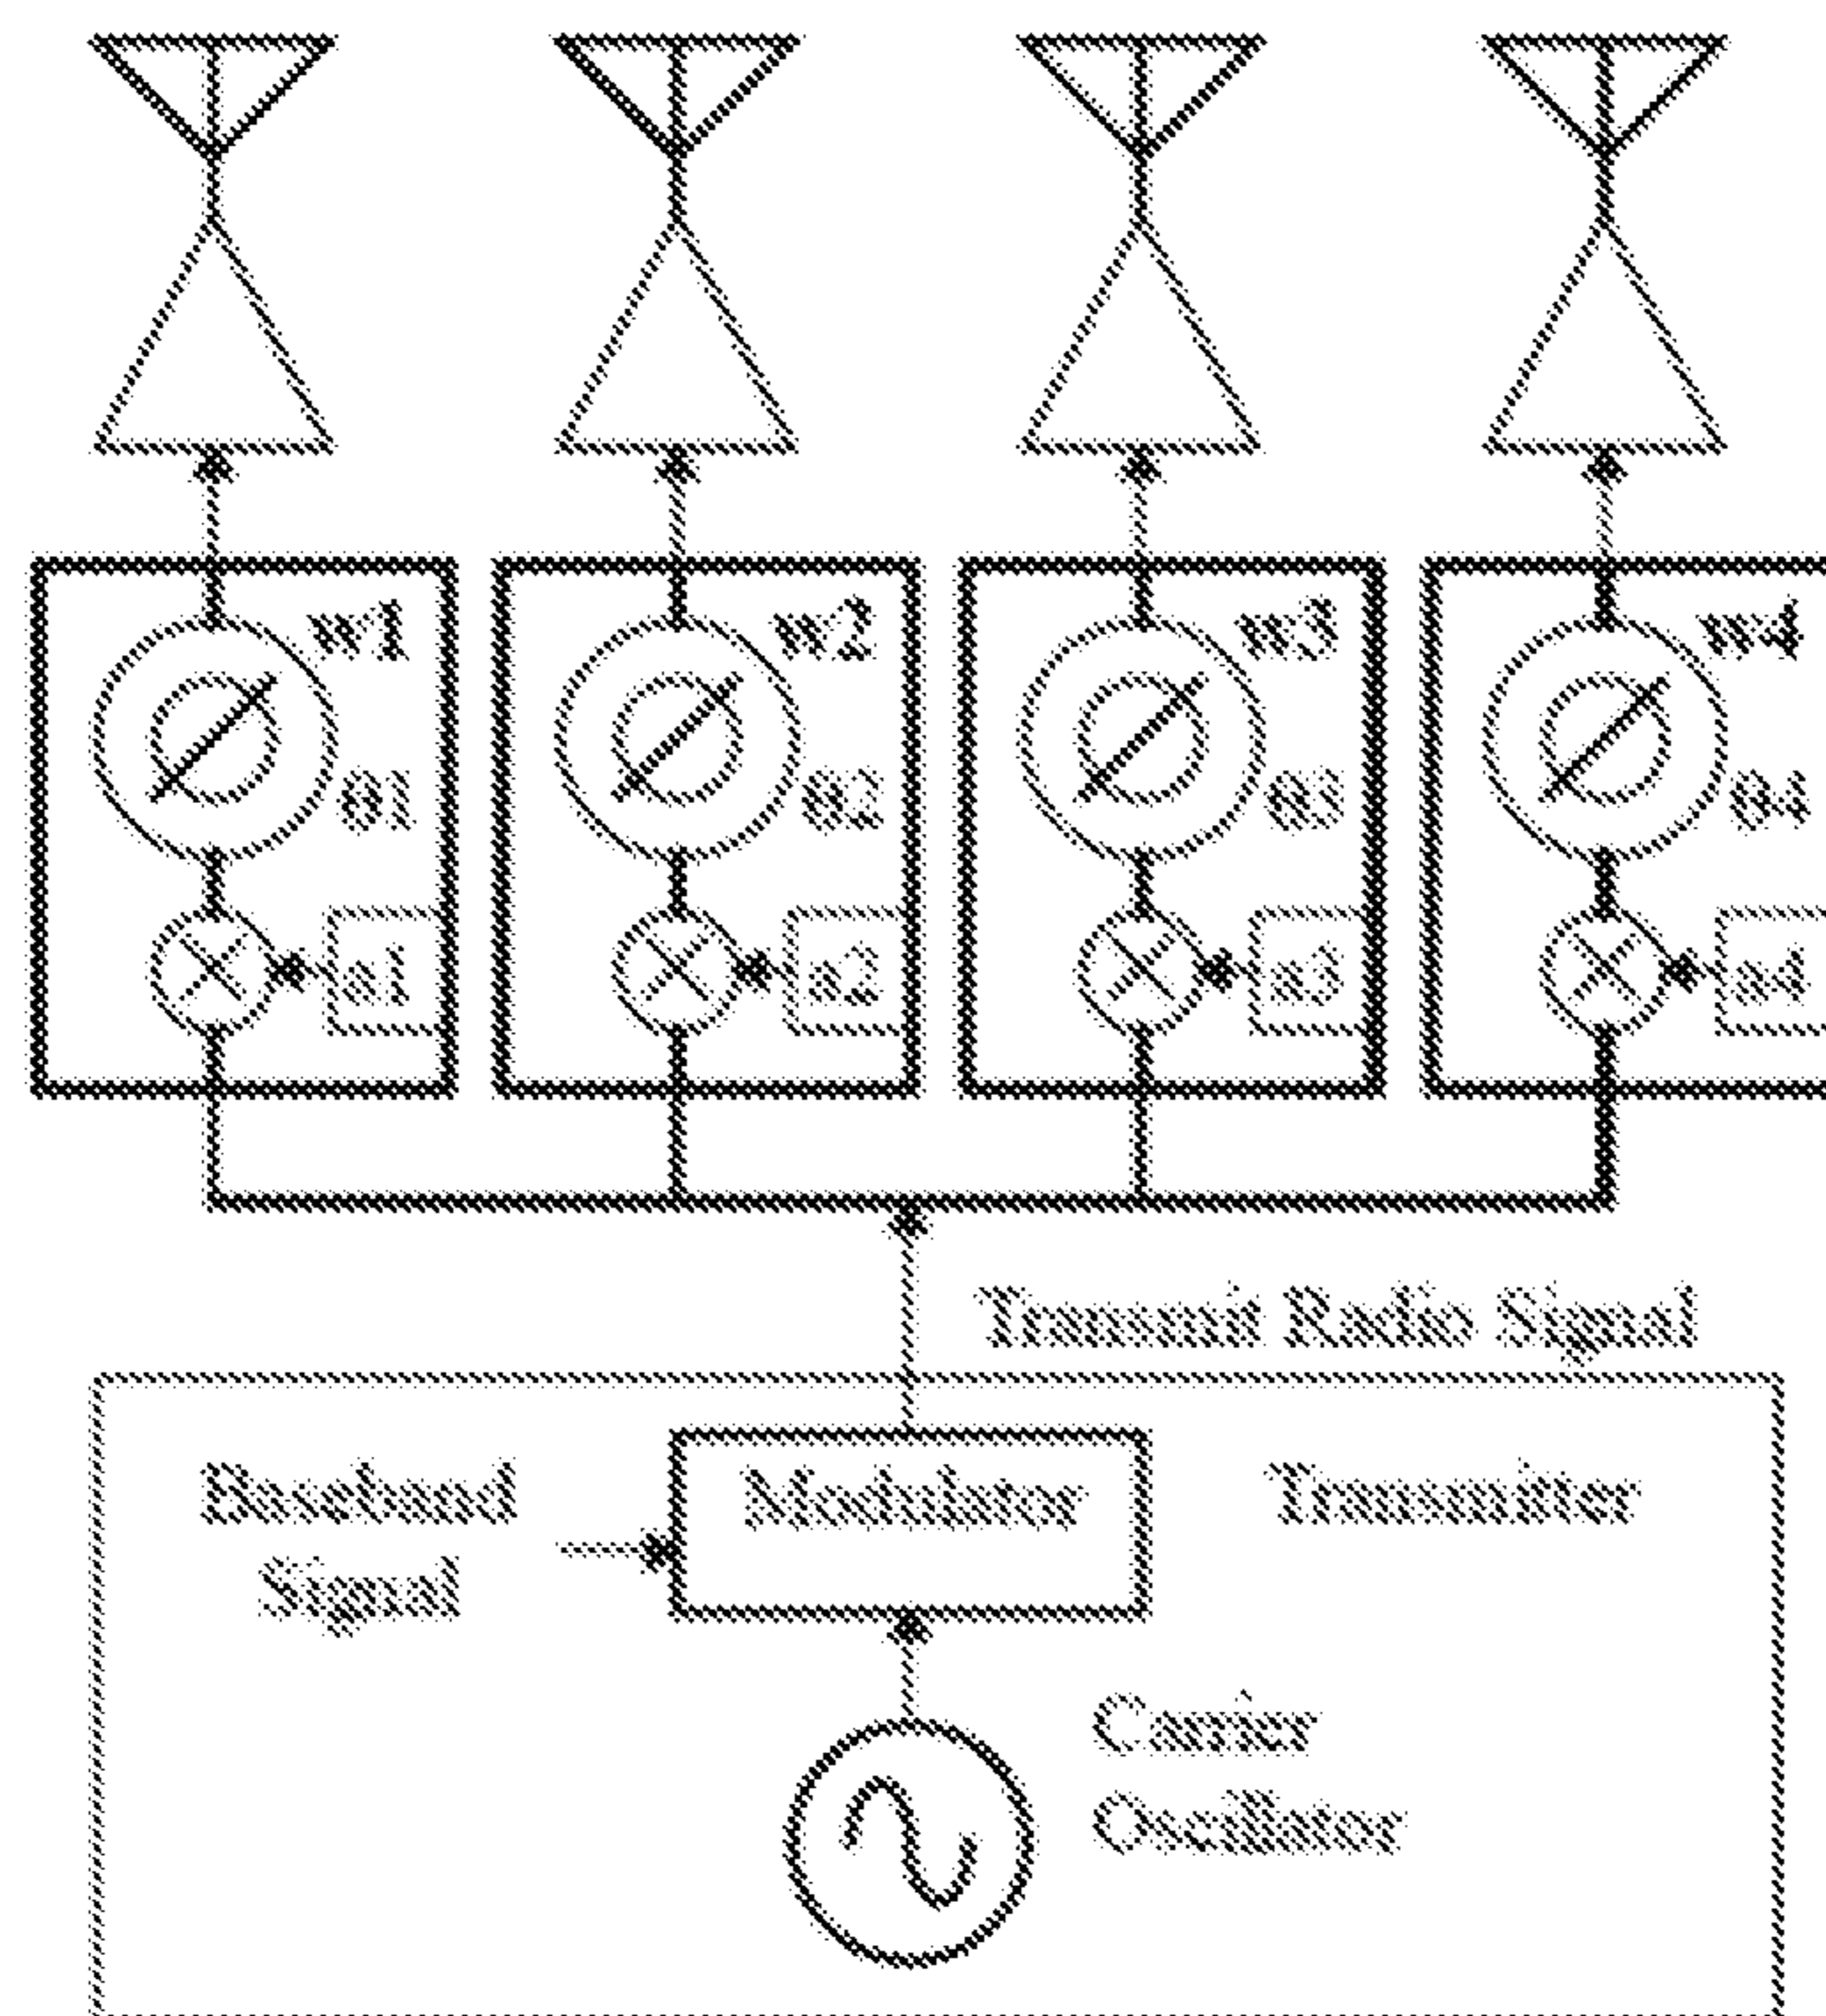 w1 w2 w3 w4
θ1 θ2 θ3 θ4
a1 a2 a3 a4
Transmit Radio Signal
Baseband Modulator Transmitter
Signal
Carrier
Oscillator